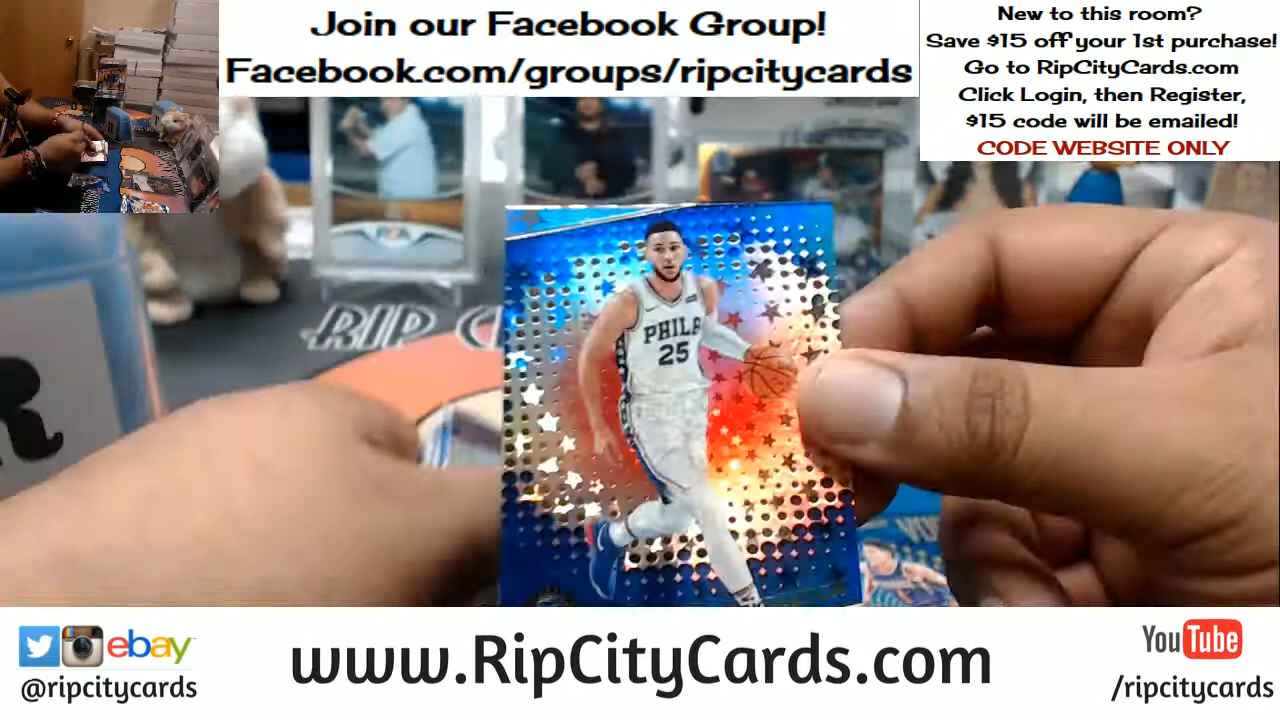 Join our Facebook Group!
Facebook.com/groups/ripcitycards
New to this room?
Save $15 off your 1st purchase!
Go to RipCityCards.com
Click Login, then Register,
$15 code will be emailed!
CODE WEBSITE ONLY
RIP C
PHILA
25
ebay
@ripcitycards
www.RipCityCards.com
YouTube
/ripcitycards